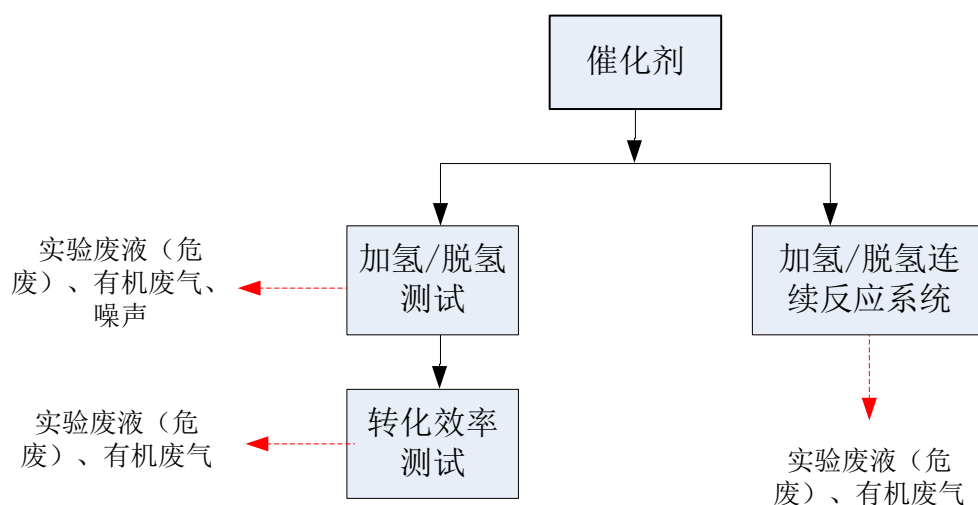 催化剂
实验废液（危
废）、有机废气、
噪声
加氢/脱氢
测试
加氢/脱氢连
续反应系统
实验废液（危
废）、有机废气
转化效率
测试
实验废液（危
废）、有机废气